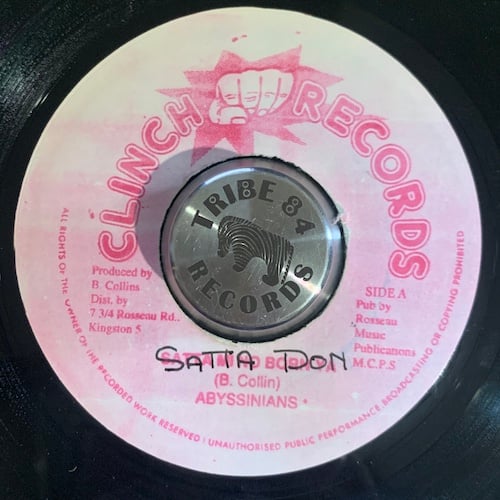 CLINCH RECORDS
TRIBE 84
RECORDS
Produced by
B. Collins
Dist. by
7 3/4 Rosseau Rd..
Kingston 5
SIDE A
Pub by
Rosseau
Music
Publications
M.C.P.S
SATTA DON
(B. Collin)
ABYSSINIANS
ALL RIGHTS OF THE OWNER OF THE RECORDED WORK RESERVED UNAUTHORISED PUBLIC PERFORMANCE BROADCASTING OR COPYING PROHIBITED